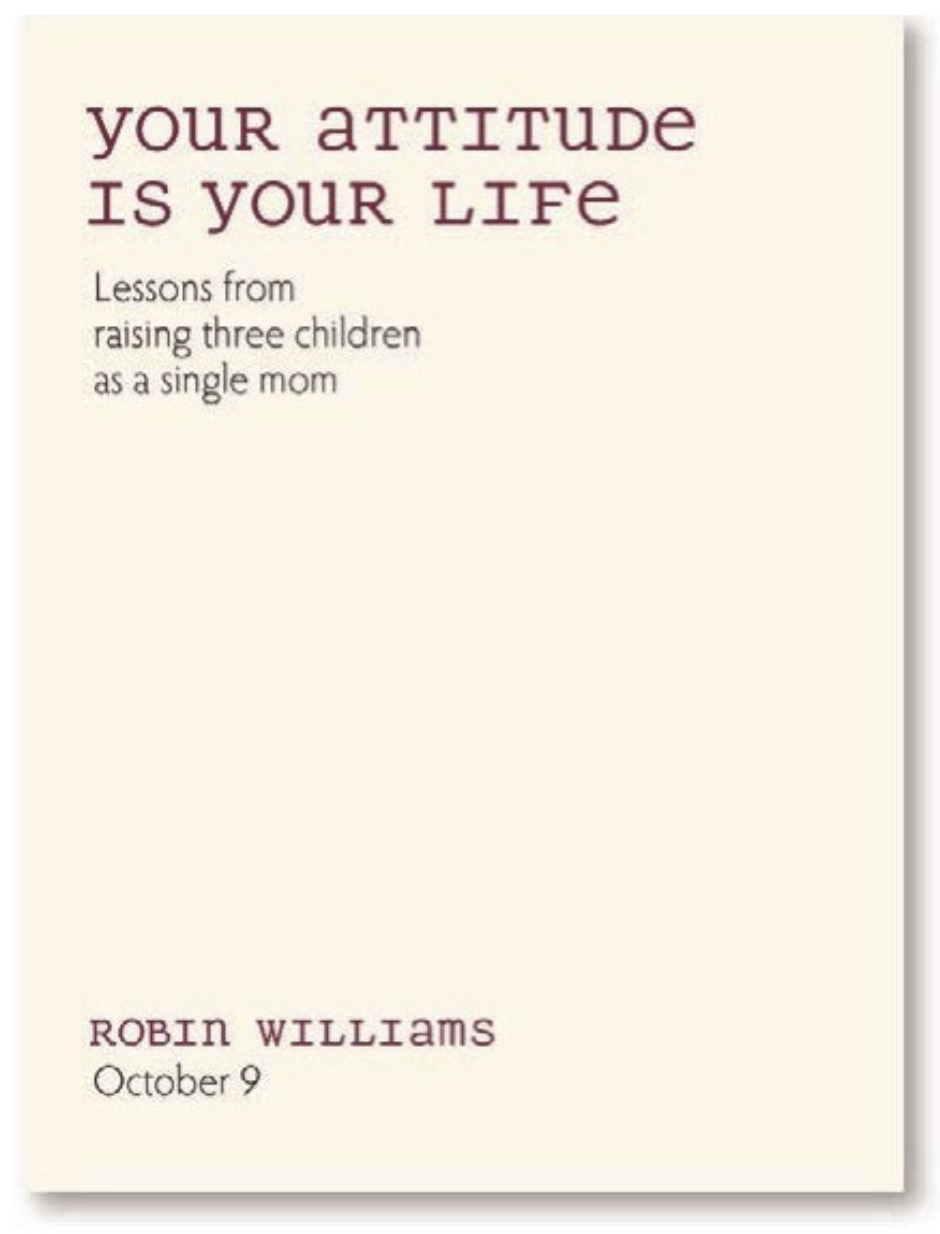 YOUR ATTITUDE
IS YOUR LIFE
Lessons from
raising three children
as a single mom
ROBIN WILLIAMS
October 9